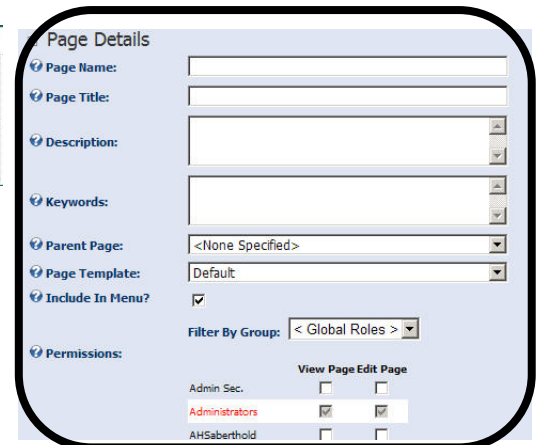 Page Details
Page Name:
Page Title:
Description:
Keywords:
Parent Page: <None Specified>
Page Template: Default
Include In Menu?
Filter By Group: < Global Roles >
Permissions:
View Page Edit Page
Admin Sec.
Administrators
AHSaberthold